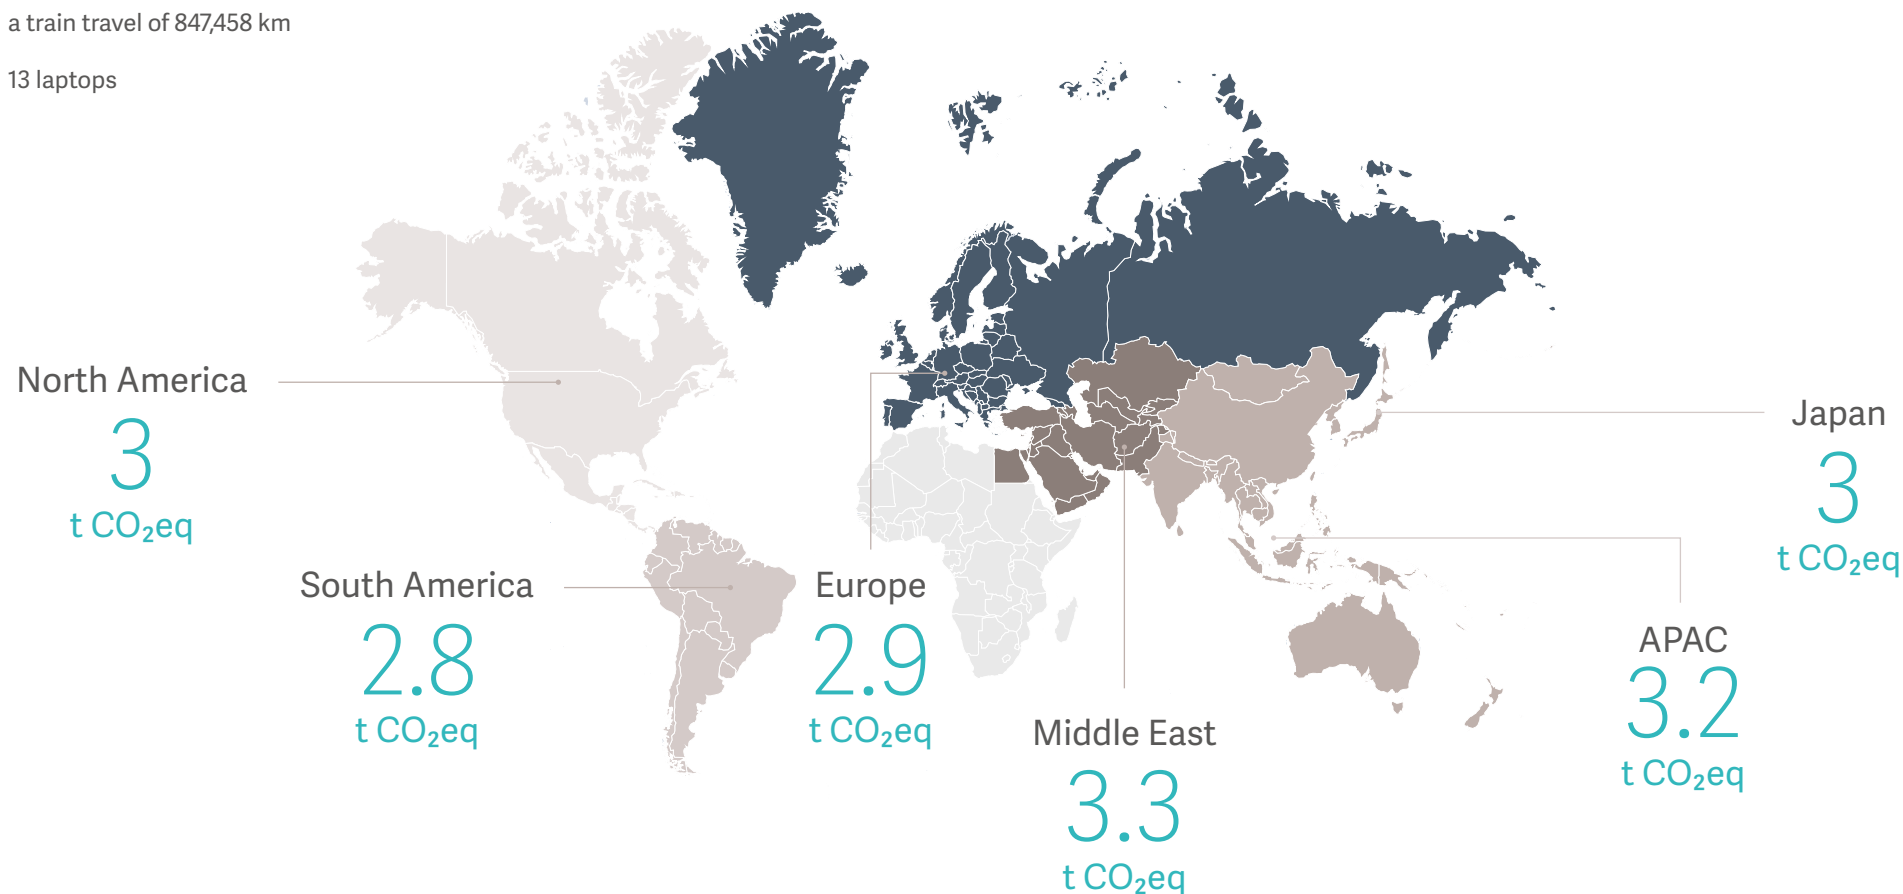 a train travel of 847,458 km
13 laptops
North America
3
t CO₂eq
South America
2.8
t CO₂eq
Europe
2.9
t CO₂eq
Middle East
3.3
t CO₂eq
Japan
3
t CO₂eq
APAC
3.2
t CO₂eq